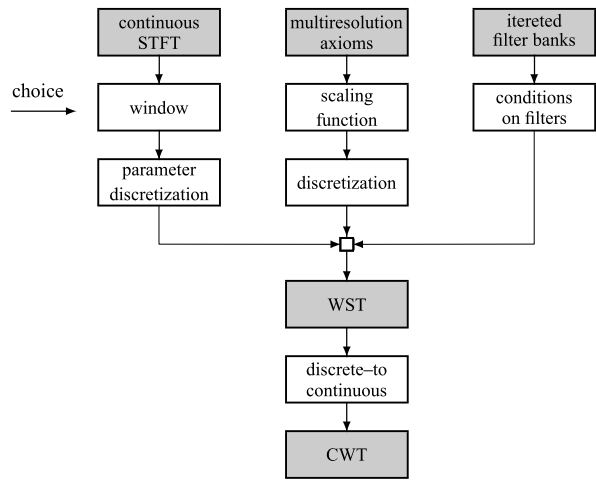 continuous
STFT
multiresolution
axioms
itereted
filter banks
choice
window
scaling
function
conditions
on filters
parameter
discretization
discretization
WST
discrete–to
continuous
CWT